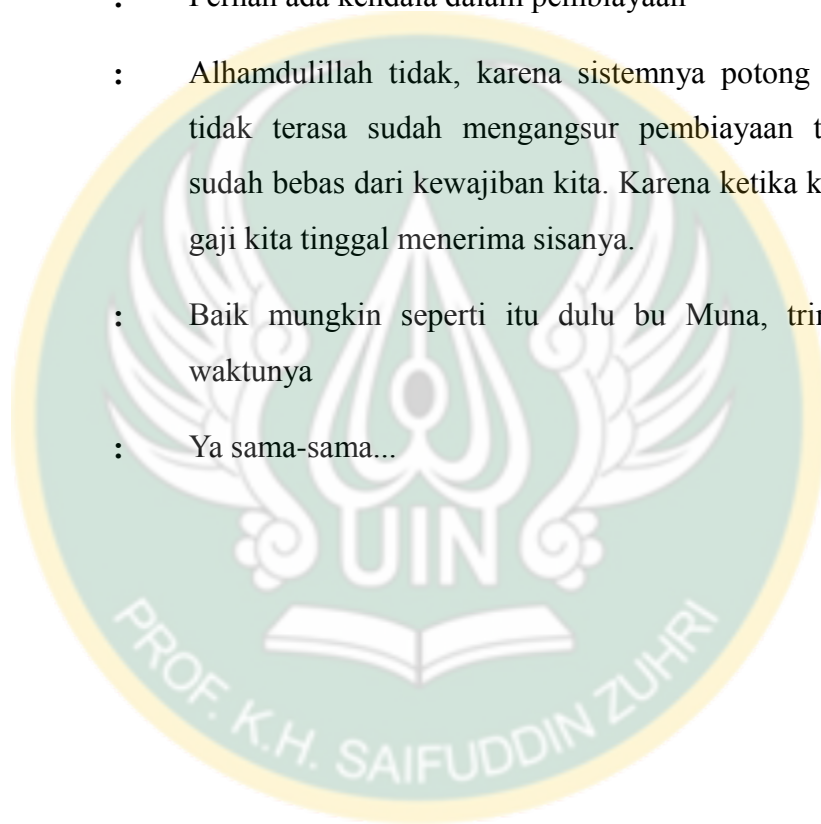 : Pernah ada kendala dalam pembiayaan
: Alhamdulillah tidak, karena sistemnya potong
tidak terasa sudah mengangsur pembiayaan
sudah bebas dari kewajiban kita. Karena ketika
gaji kita tinggal menerima sisanya.
: Baik mungkin seperti itu dulu bu Muna,
waktunya
: Ya sama-sama...
UIN
PROF. K.H. SAIFUDDIN ZUHRI